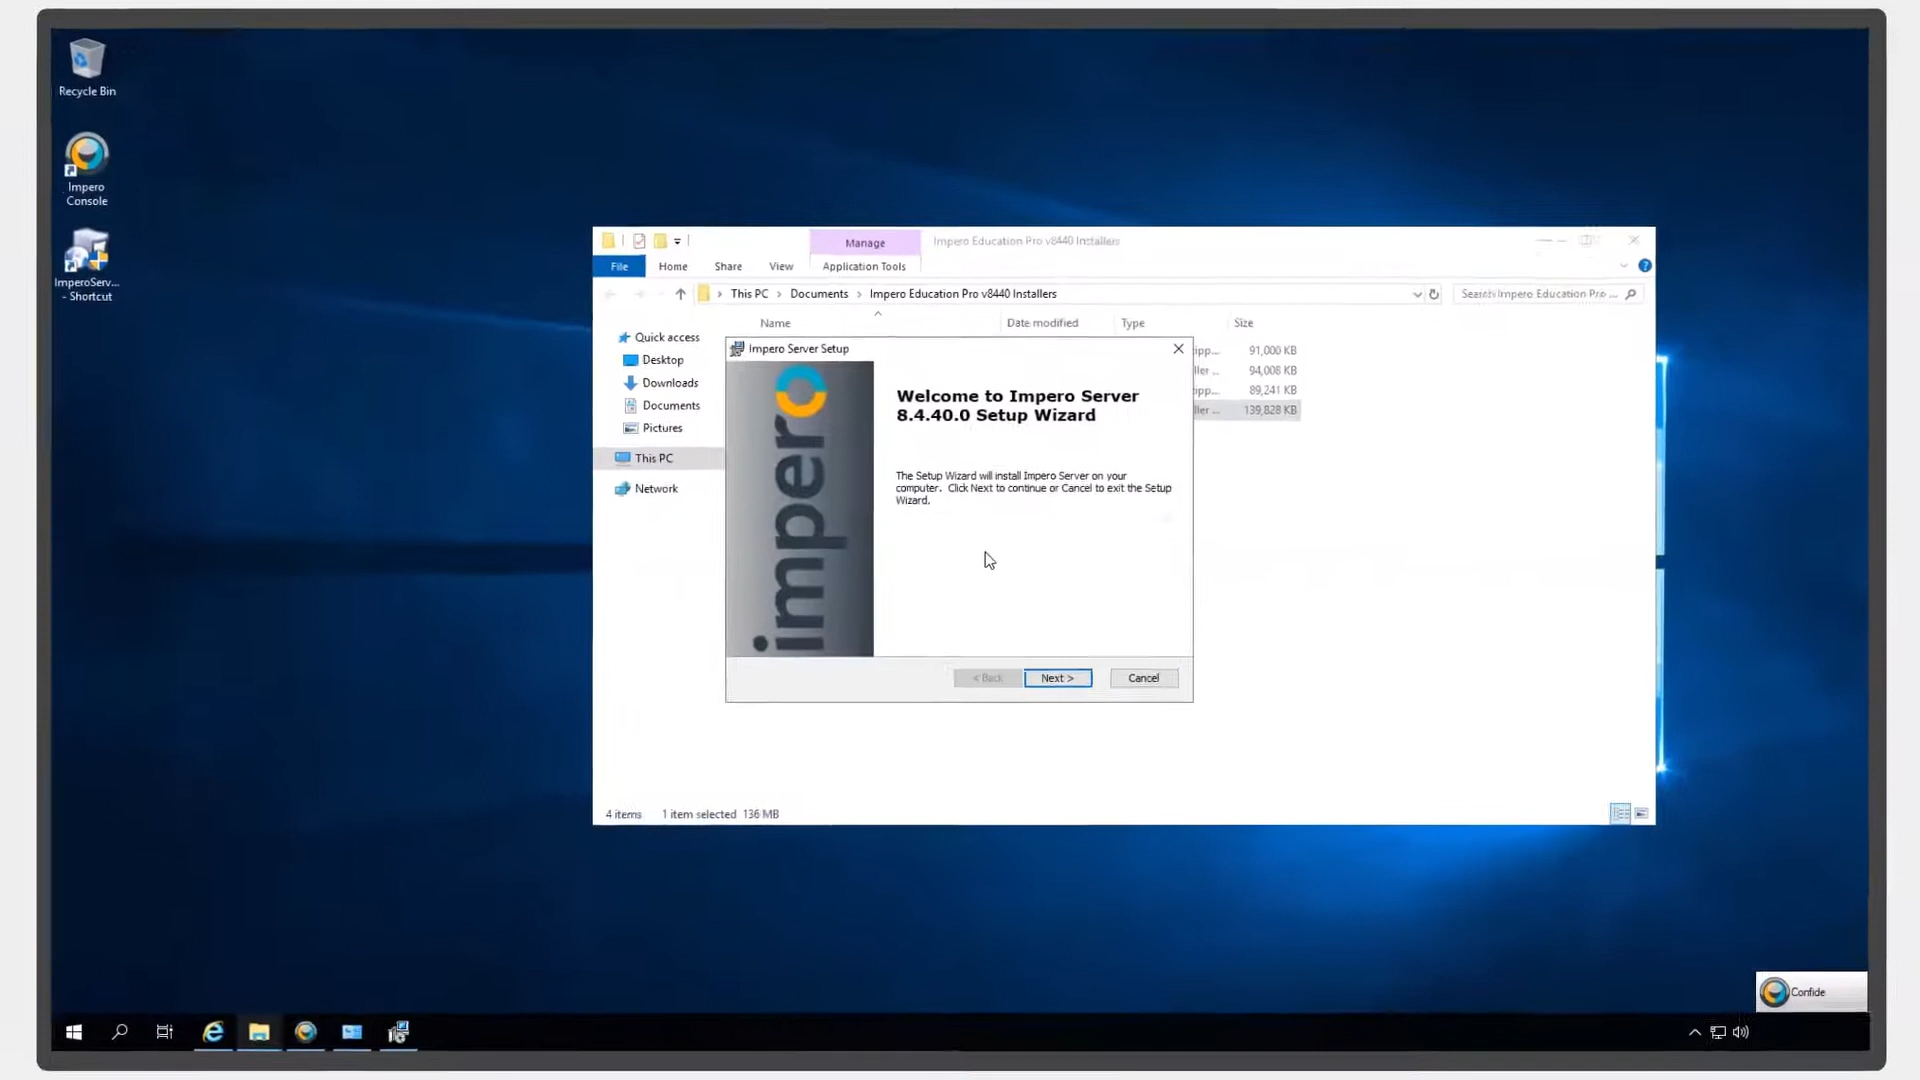 Recycle Bin
Impero
Console
ImperoServ...
- Shortcut
Manage
Impero Education Pro v8440 Installers
File
Home
Share
View
Application Tools
This PC
Documents
Impero Education Pro v8440 Installers
Search Impero Education Pro ...
Name
Date modified
Type
Size
Quick access
Desktop
Downloads
Documents
Pictures
This PC
Network
ipp...
91,000 KB
ller ...
94,008 KB
ipp...
89,241 KB
ller ...
139,828 KB
Impero Server Setup
impero
Welcome to Impero Server
8.4.40.0 Setup Wizard
The Setup Wizard will install Impero Server on your
computer. Click Next to continue or Cancel to exit the Setup
Wizard.
< Back
Next >
Cancel
4 items
1 item selected 136 MB
Confide